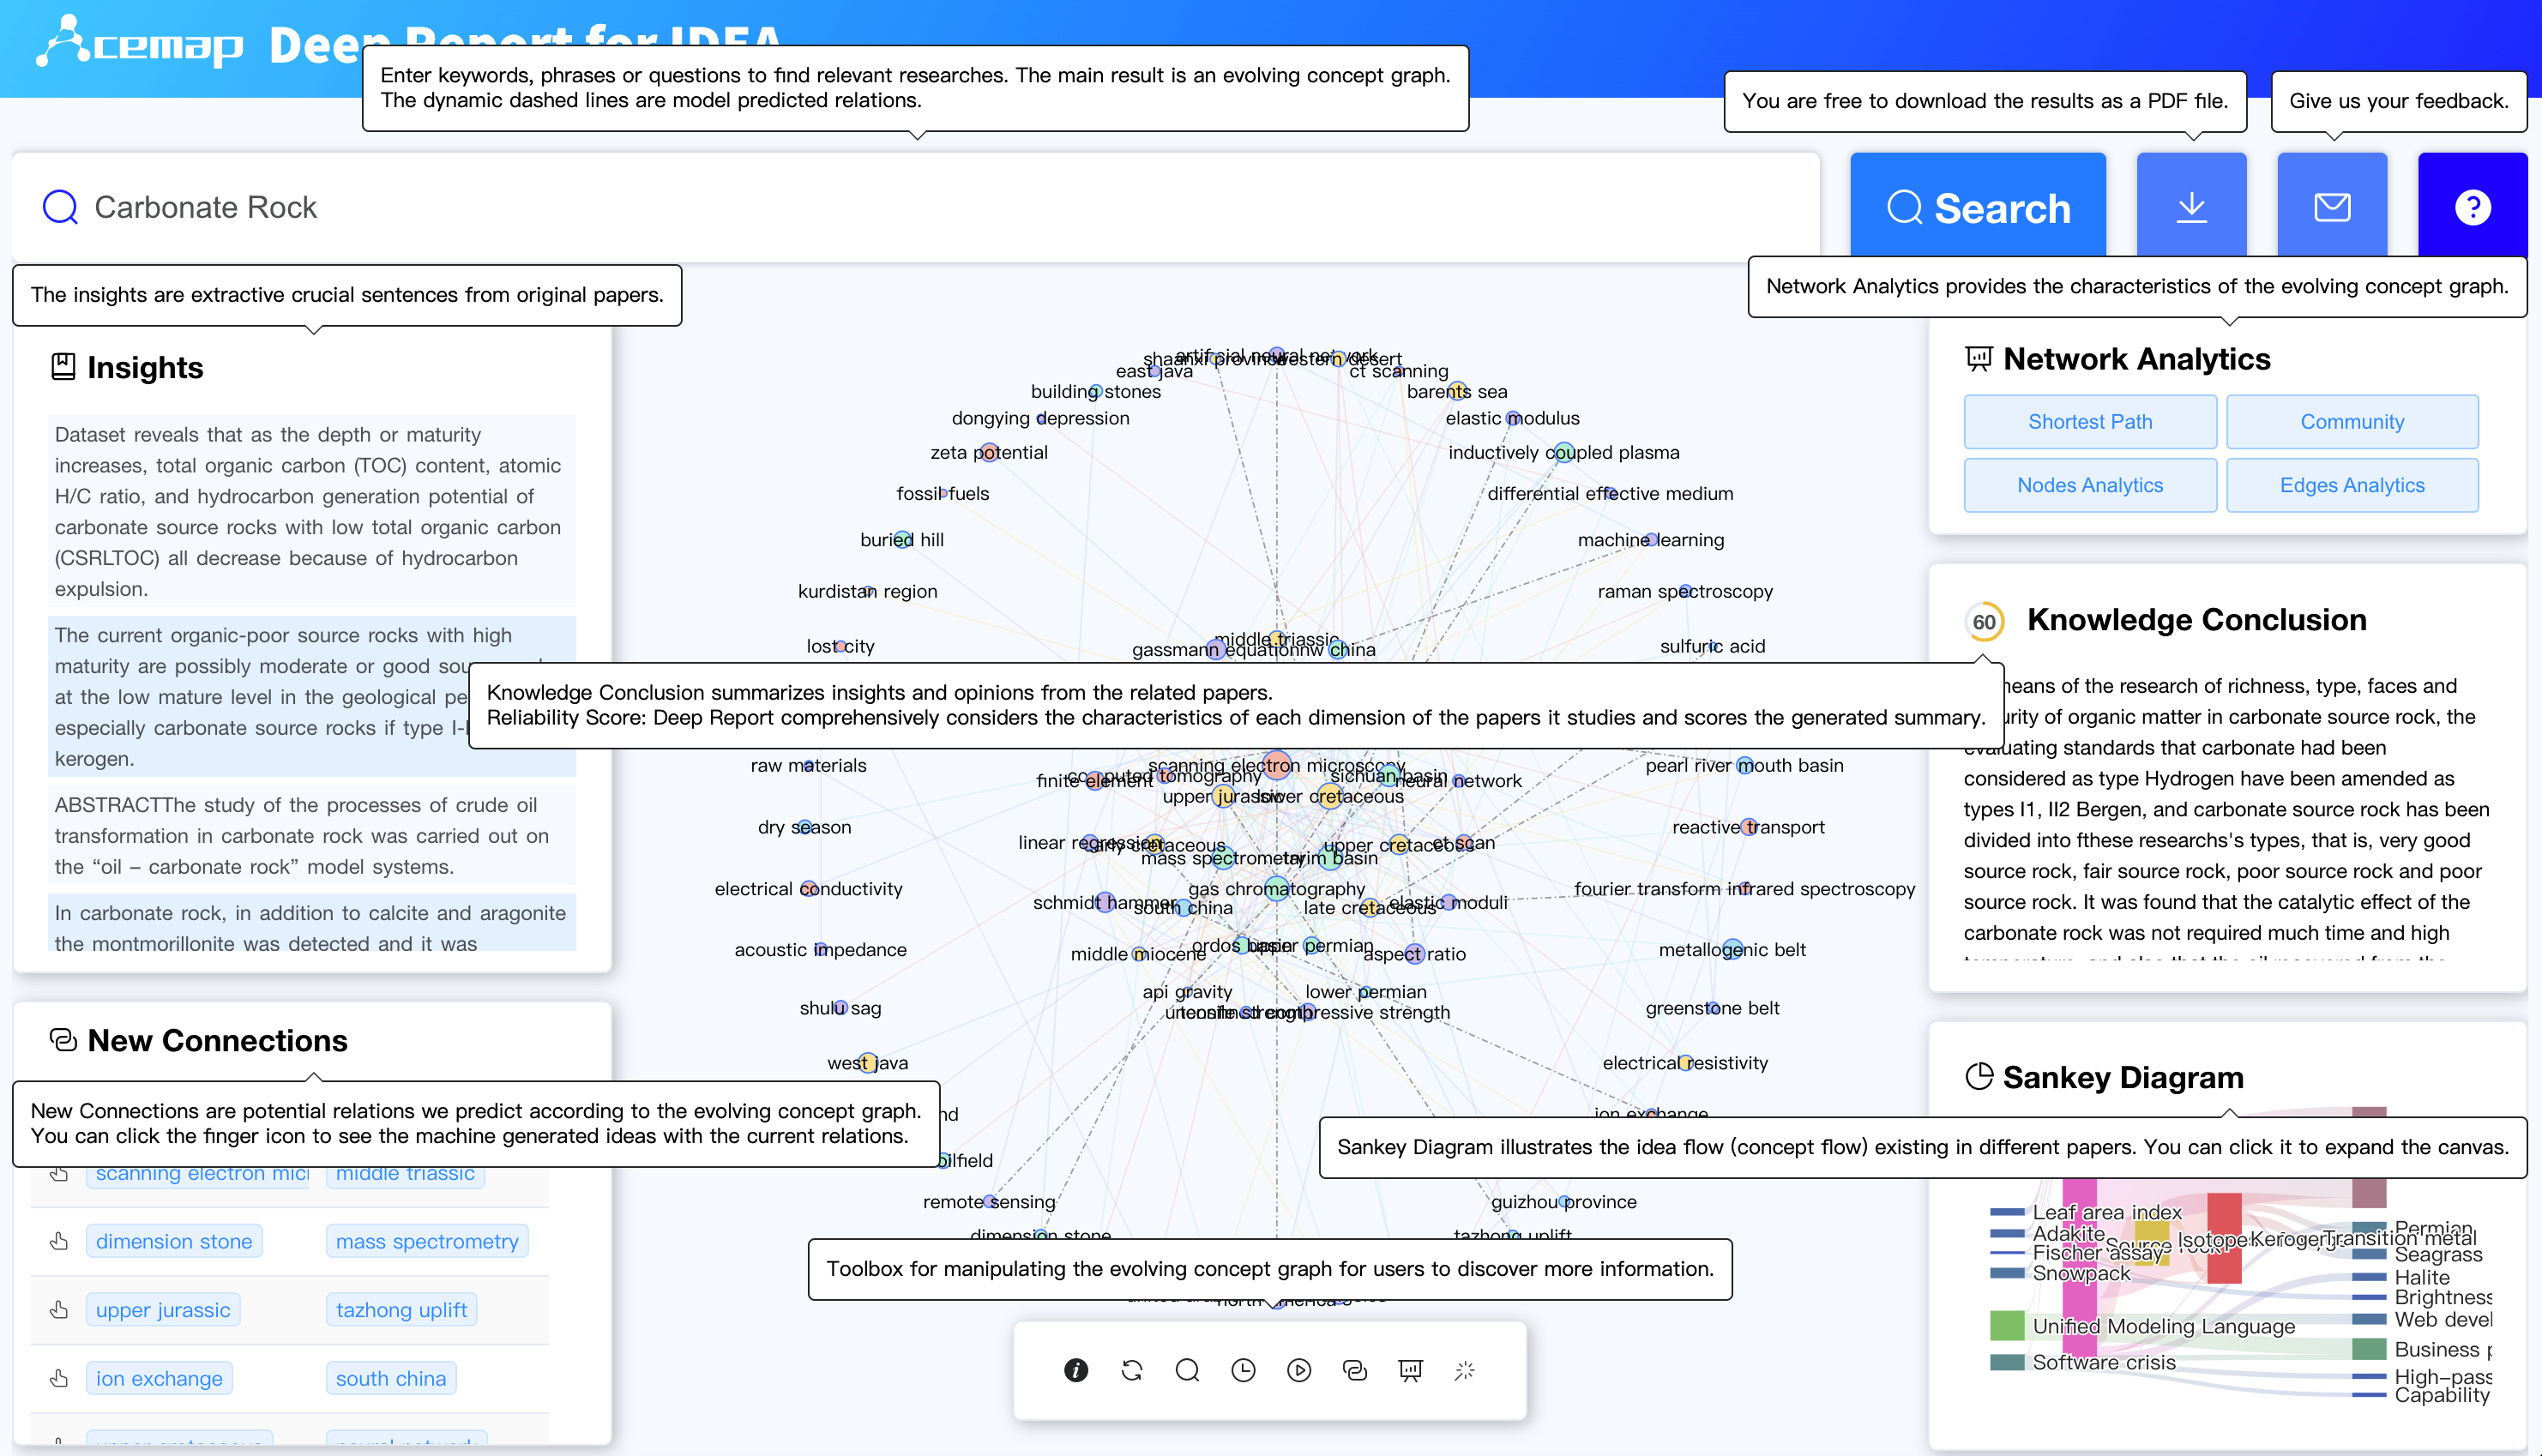 Acemap Deep Report for IDEA
Enter keywords, phrases or questions to find relevant researches. The main result is an evolving concept graph.
The dynamic dashed lines are model predicted relations.
You are free to download the results as a PDF file.
Give us your feedback.
Carbonate Rock
Search
The insights are extractive crucial sentences from original papers.
Network Analytics provides the characteristics of the evolving concept graph.
Insights
Dataset reveals that as the depth or maturity
increases, total organic carbon (TOC) content, atomic
H/C ratio, and hydrocarbon generation potential of
carbonate source rocks with low total organic carbon
(CSRLTOC) all decrease because of hydrocarbon
expulsion.
The current organic-poor source rocks with high
maturity are possibly moderate or good
at the low mature level in the geological
especially carbonate source rocks if type
kerogen.
ABSTRACTThe study of the processes of crude oil
transformation in carbonate rock was carried out on
the “oil – carbonate rock” model systems.
In carbonate rock, in addition to calcite and aragonite
the montmorillonite was detected and it was
New Connections
New Connections are potential relations we predict according to the evolving concept graph.
You can click the finger icon to see the machine generated ideas with the current relations.
scanning electron mic
middle triassic
dimension stone
mass spectrometry
upper jurassic
tazhong uplift
ion exchange
south china
upper cretaceous
neural network
artificial neural network
shaanxi province
western desert
east java
ct scanning
building stones
barents sea
dongying depression
elastic modulus
zeta potential
inductively coupled plasma
fossil fuels
differential effective medium
buried hill
machine learning
kurdistan region
raman spectroscopy
lost city
middle triassic
gassmann equation
nw china
sulfuric acid
Knowledge Conclusion summarizes insights and opinions from the related papers.
Reliability Score: Deep Report comprehensively considers the characteristics of each dimension of the papers it studies and scores the generated summary.
raw materials
scanning electron microscopy
pearl river mouth basin
finite element
computed tomography
sichuan basin
neural network
upper jurassic
lower cretaceous
dry season
reactive transport
linear regression
early cretaceous
upper cretaceous
ct scan
mass spectrometry
tarim basin
electrical conductivity
gas chromatography
fourier transform infrared spectroscopy
schmidt hammer
south china
late cretaceous
elastic moduli
acoustic impedance
middle miocene
ordos basin
upper permian
aspect ratio
metallogenic belt
api gravity
lower permian
shulu sag
unconfined compressive strength
tensile strength
greenstone belt
west java
electrical resistivity
nd
ion exchange
oilfield
remote sensing
guizhou province
dimension stone
tazhong uplift
Toolbox for manipulating the evolving concept graph for users to discover more information.
north america
Network Analytics
Shortest Path
Community
Nodes Analytics
Edges Analytics
60
Knowledge Conclusion
means of the research of richness, type, faces and
urity of organic matter in carbonate source rock, the
evaluating standards that carbonate had been
considered as type Hydrogen have been amended as
types I1, II2 Bergen, and carbonate source rock has been
divided into fthese researchs's types, that is, very good
source rock, fair source rock, poor source rock and poor
source rock. It was found that the catalytic effect of the
carbonate rock was not required much time and high
temperature, and also that the oil recovered from the
Sankey Diagram
Sankey Diagram illustrates the idea flow (concept flow) existing in different papers. You can click it to expand the canvas.
Leaf area index
Adakite
Fischer assay
Snowpack
Source rock
Isotope
Kerogen
Transition metal
Permian
Seagrass
Halite
Brightness
Web devel
Unified Modeling Language
Business p
Software crisis
High-pass
Capability